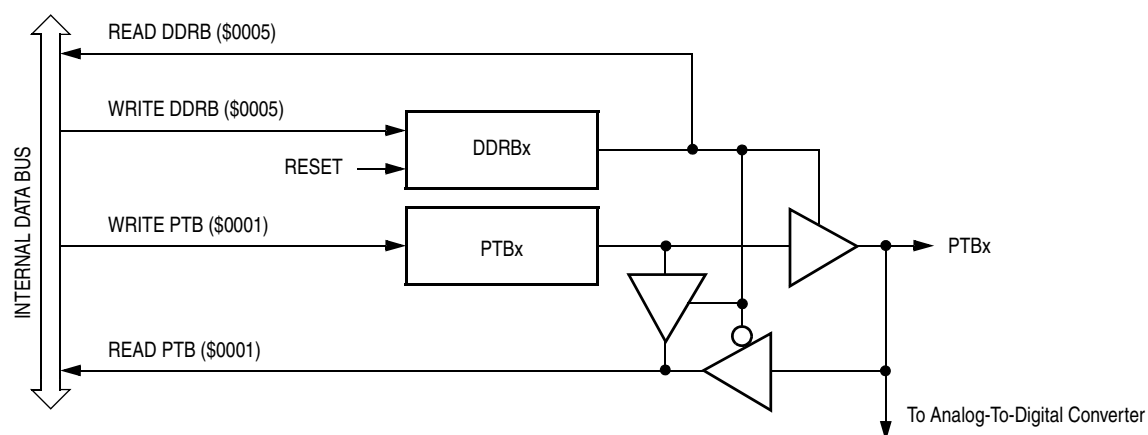 READ DDRB ($0005)
WRITE DDRB ($0005)
DDRBx
RESET
INTERNAL DATA BUS
WRITE PTB ($0001)
PTBx
PTBx
READ PTB ($0001)
To Analog-To-Digital Converter